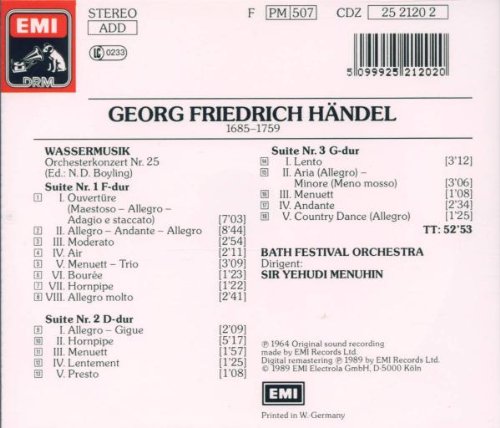 EMI
DRM
STEREO
ADD
LC 0233
F PM 507 CDZ 25 2120 2
5 099925 212020
GEORG FRIEDRICH HÄNDEL
1685–1759
WASSERMUSIK
Orchesterkonzert Nr. 25
(Ed.: N.D. Boyling)
Suite Nr. 1 F-dur
1 I. Ouvertüre
(Maestoso – Allegro –
Adagio e staccato) [7'03]
2 II. Allegro – Andante – Allegro [8'44]
3 III. Moderato [2'54]
4 IV. Air [2'11]
5 V. Menuett – Trio [3'09]
6 VI. Bourée [1'23]
7 VII. Hornpipe [1'22]
8 VIII. Allegro molto [2'41]
Suite Nr. 2 D-dur
9 I. Allegro – Gigue [2'09]
10 II. Hornpipe [5'17]
11 III. Menuett [1'57]
12 IV. Lentement [1'25]
13 V. Presto [1'08]
Suite Nr. 3 G-dur
14 I. Lento [3'12]
15 II. Aria (Allegro) –
Minore (Meno mosso) [3'06]
16 III. Menuett [1'08]
17 IV. Andante [2'34]
18 V. Country Dance (Allegro) [1'25]
TT: 52'53
BATH FESTIVAL ORCHESTRA
Dirigent:
SIR YEHUDI MENUHIN
℗ 1964 Original sound recording
made by EMI Records Ltd.
Digital remastering ℗ 1989 by EMI Records Ltd.
© 1989 EMI Electrola GmbH, D-5000 Köln
EMI
Printed in W.-Germany